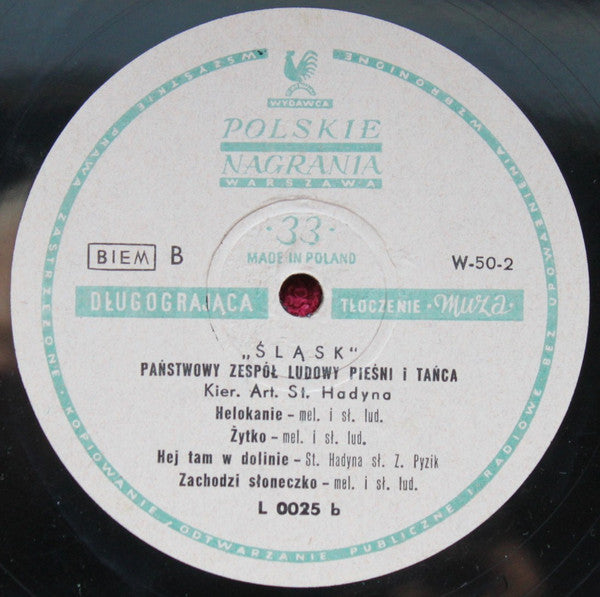 WYDAWCA
POLSKIE
NAGRANIA
WARSZAWA
·33·
MADE IN POLAND
BIEM B
W-50-2
DŁUGOGRAJĄCA
TŁOCZENIE · muza ·
„ŚLĄSK"
PAŃSTWOWY ZESPÓŁ LUDOWY PIEŚNI i TAŃCA
Kier. Art. St. Hadyna
Helokanie – mel. i sł. lud.
Żytko – mel. i sł. lud.
Hej tam w dolinie – St. Hadyna sł. Z. Pyzik
Zachodzi słoneczko – mel. i sł. lud.
L 0025 b
WSZYSTKIE PRAWA ZASTRZEŻONE · KOPIOWANIE, ODTWARZANIE PUBLICZNE I RADIOWE BEZ UPOWAŻNIENIA WZBRONIONE